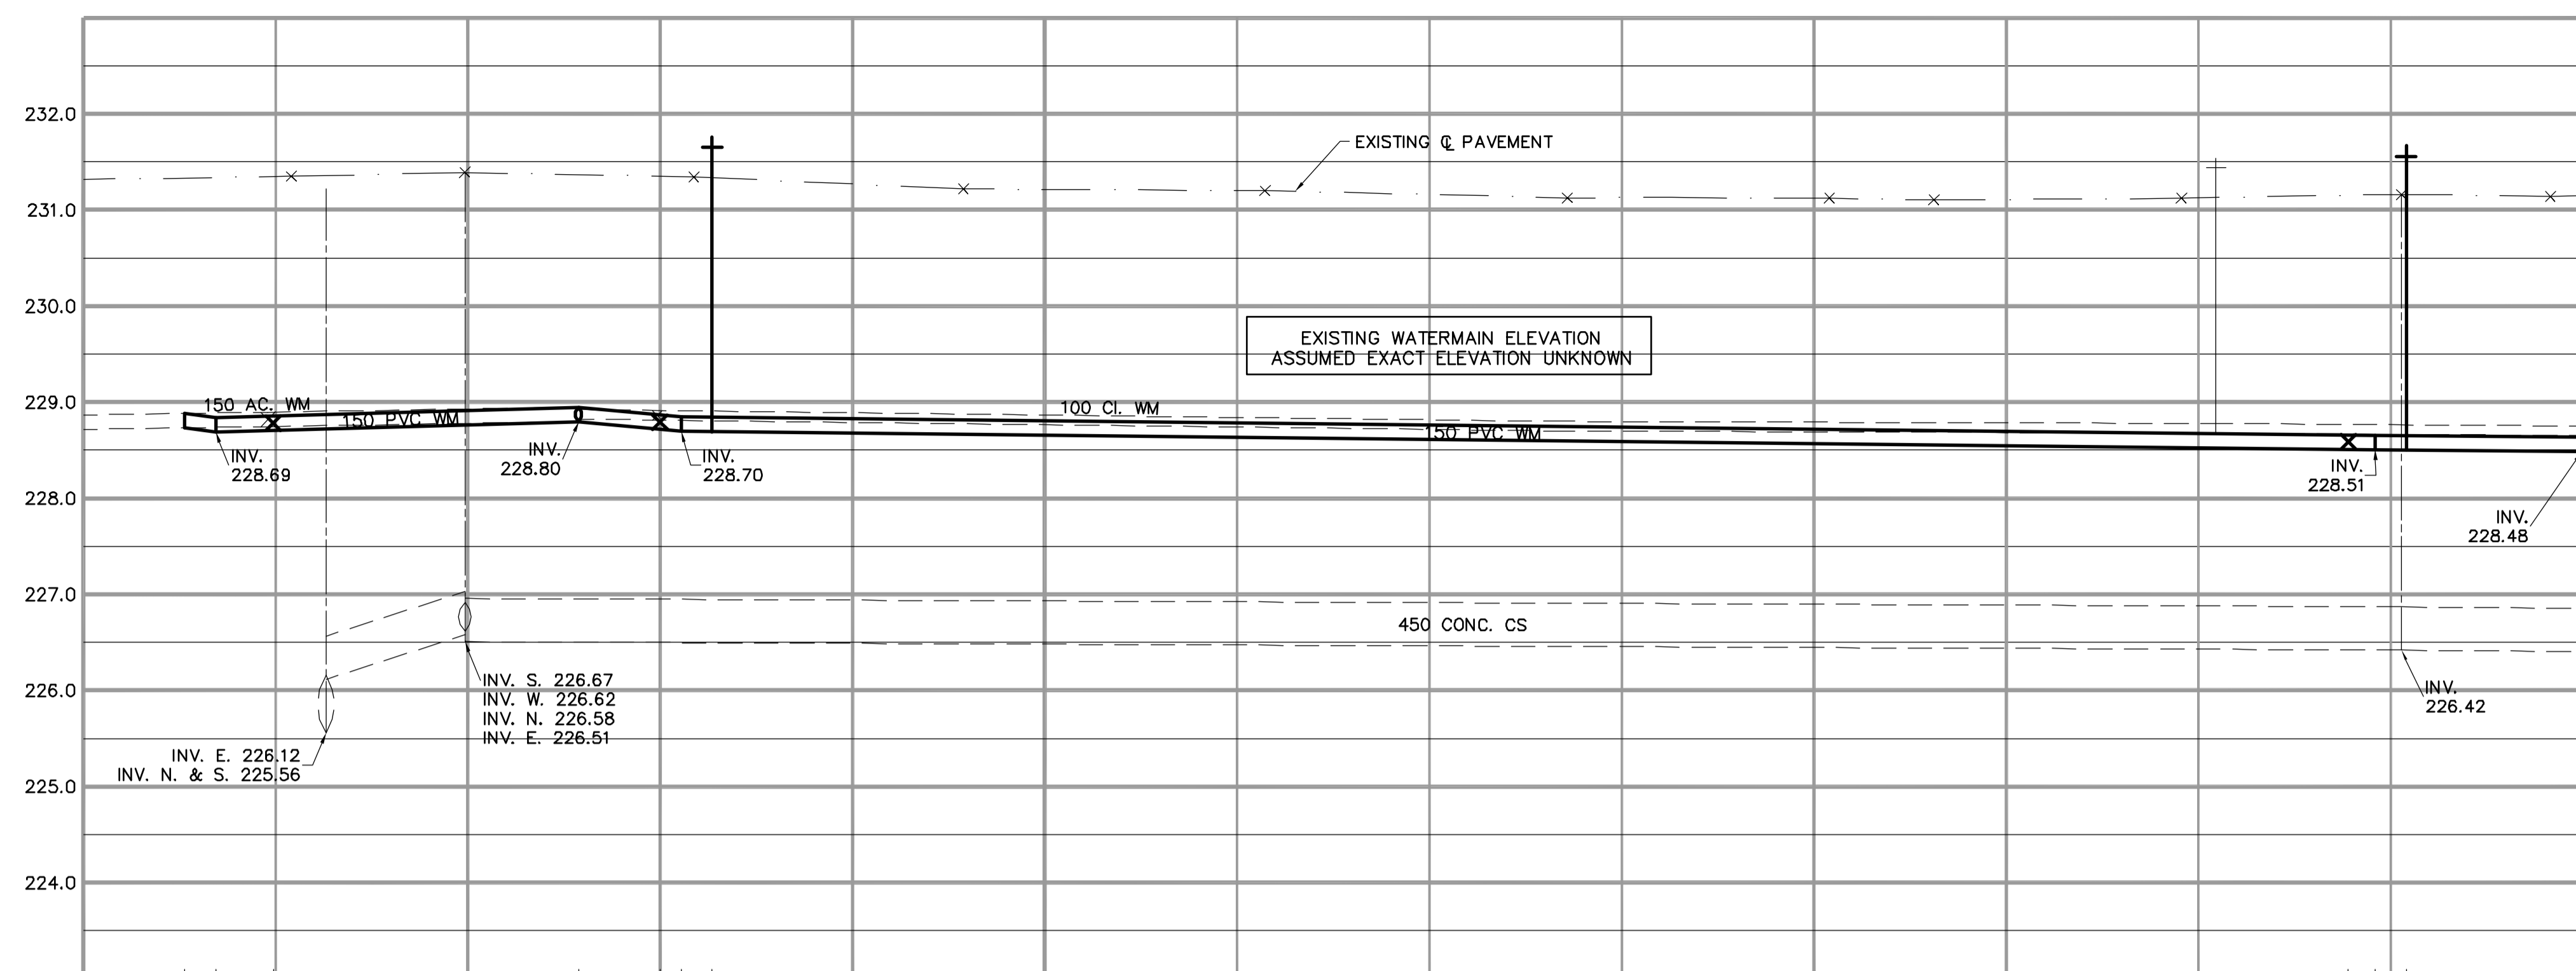 232.0
EXISTING ℄ PAVEMENT
231.0
230.0
EXISTING WATERMAIN ELEVATION
ASSUMED EXACT ELEVATION UNKNOWN
229.0
150 AC. WM
150 PVC WM
100 CI. WM
150 PVC WM
INV.
228.69
INV.
228.80
INV.
228.70
INV.
228.51
228.0
INV.
228.48
227.0
450 CONC. CS
INV. S. 226.67
INV. W. 226.62
INV. N. 226.58
INV. E. 226.51
226.0
INV.
226.42
INV. E. 226.12
INV. N. & S. 225.56
225.0
224.0